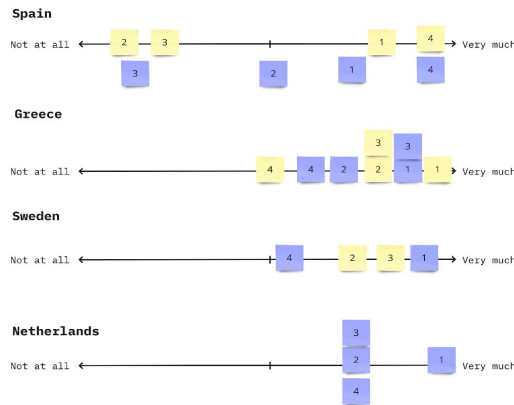 Spain
Not at all 2 3 1 4 Very much
3 2 1 4
Greece
3 3
Not at all 4 4 2 2 1 1 Very much
Sweden
Not at all 4 2 3 1 Very much
Netherlands
3
Not at all 2 1 Very much
4